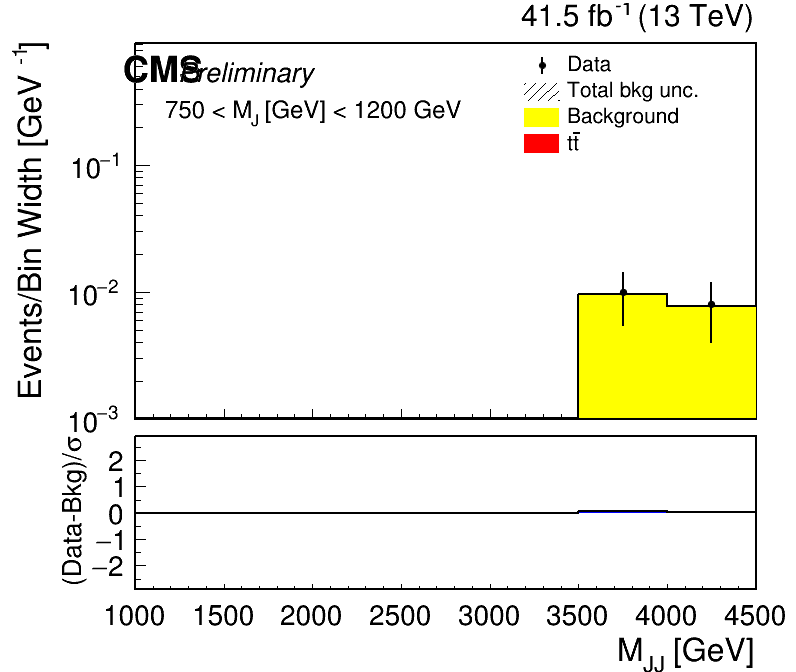 41.5 fb⁻¹ (13 TeV)
CMS Preliminary
750 < M_J [GeV] < 1200 GeV
Data
Total bkg unc.
Background
tt̄
Events/Bin Width [GeV⁻¹]
10⁻¹
10⁻²
10⁻³
(Data-Bkg)/σ
2
1
0
−1
−2
1000 1500 2000 2500 3000 3500 4000 4500
M_JJ [GeV]